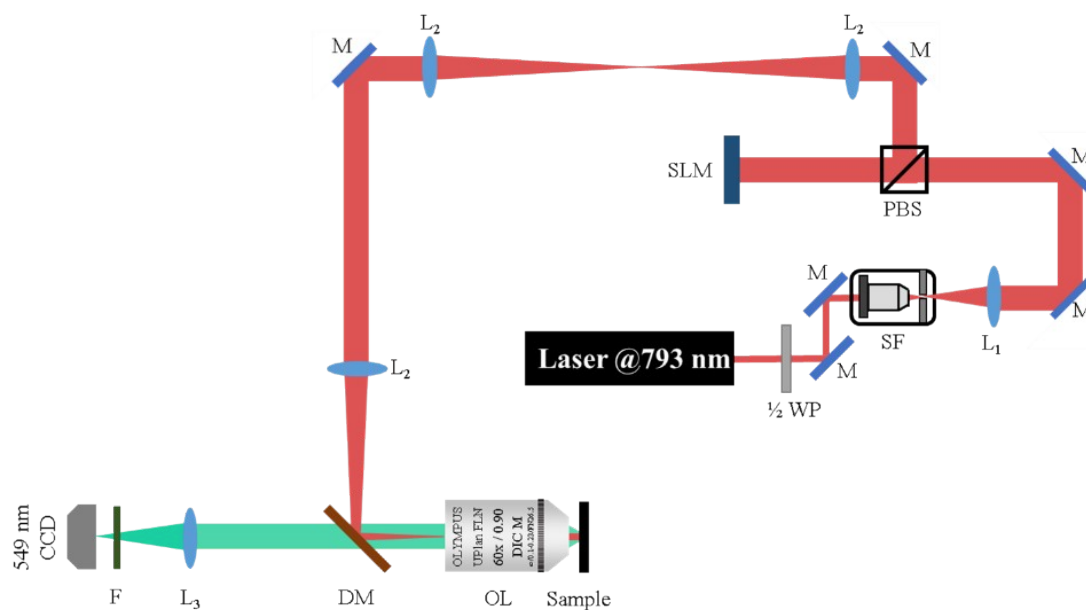 L2
L2
M
M
M
SLM
PBS
M
M
SF
L1
Laser @793 nm
½ WP
M
L2
549 nm
CCD
OLYMPUS
UPlan FLN
60x / 0.90
DIC M
F
L3
DM
OL
Sample